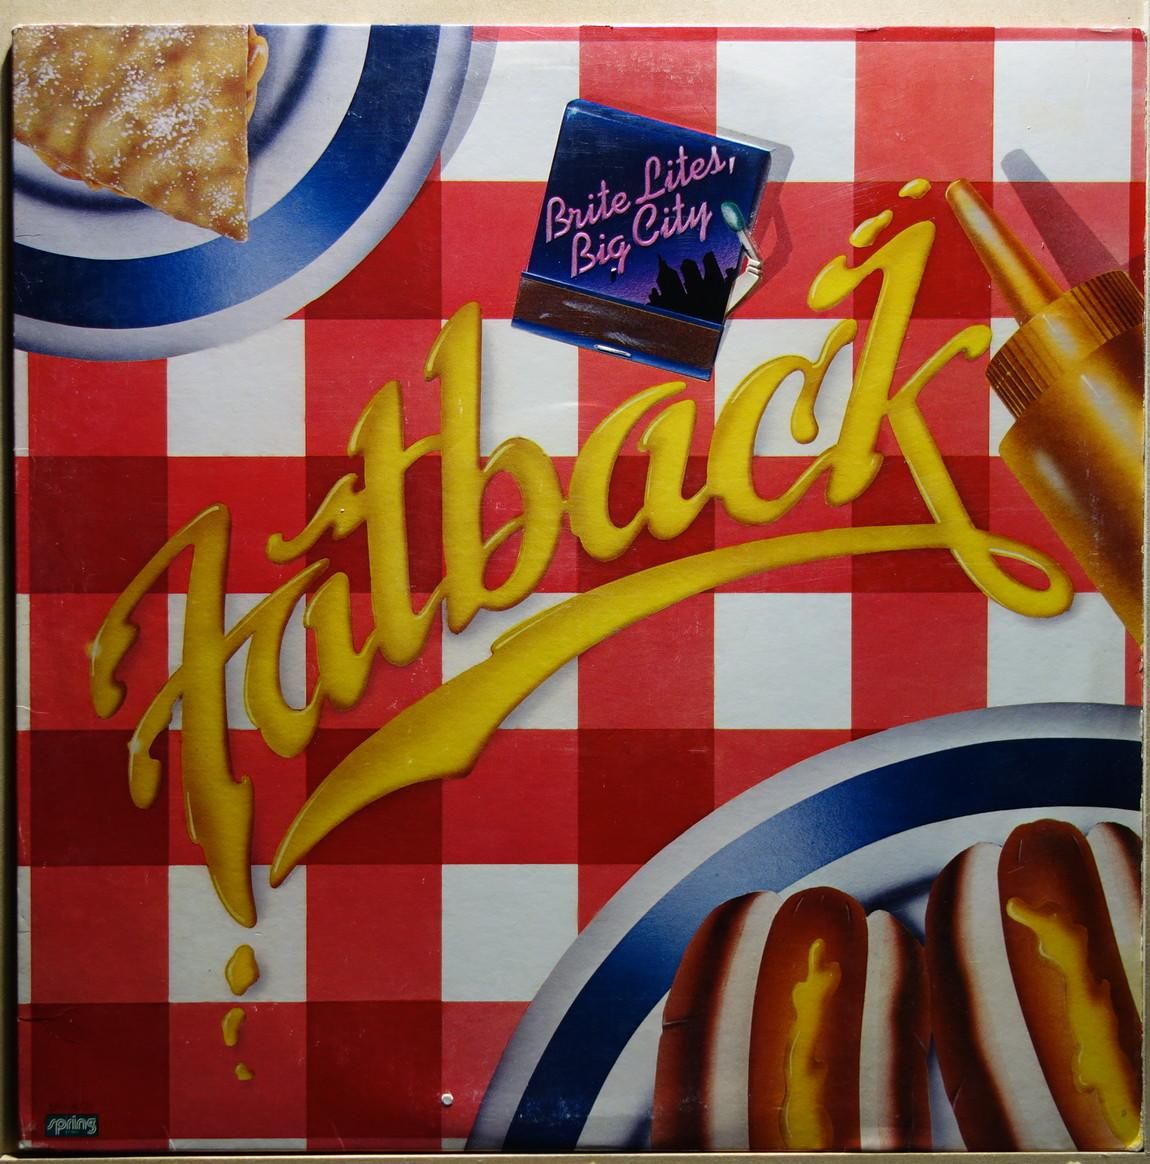 Brite Lites,
Big City
Fatback
spring